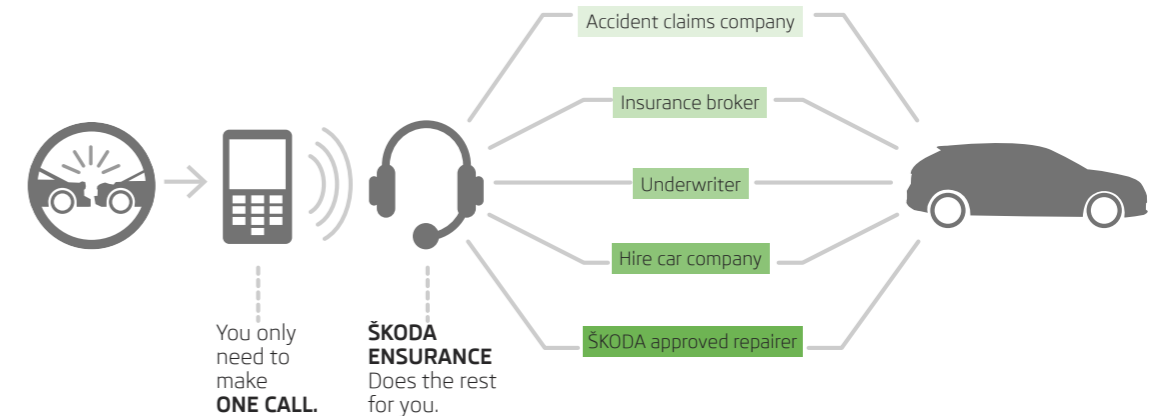 Accident claims company
Insurance broker
Underwriter
Hire car company
ŠKODA approved repairer
You only
need to
make
ONE CALL.
ŠKODA
ENSURANCE
Does the rest
for you.